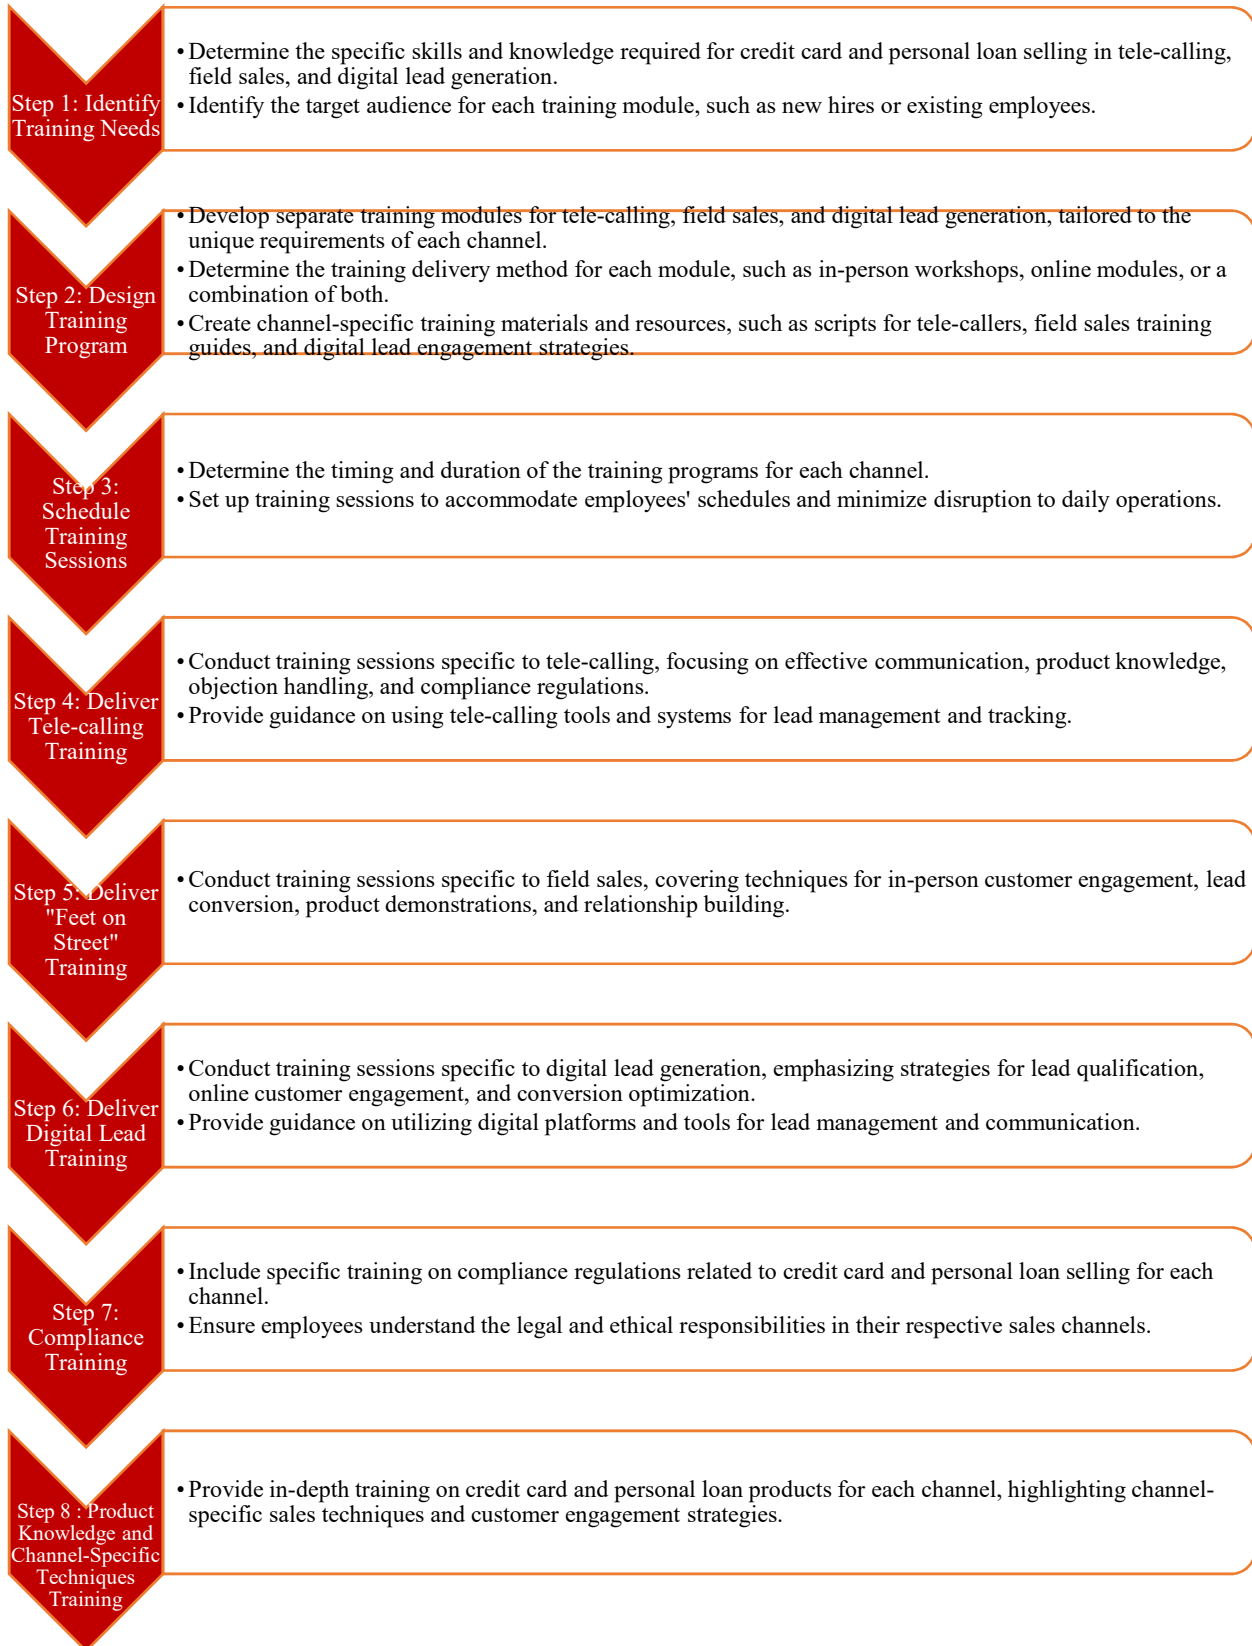 Step 1: Identify
Training Needs
• Determine the specific skills and knowledge required for credit card and personal loan selling in tele-calling,
field sales, and digital lead generation.
• Identify the target audience for each training module, such as new hires or existing employees.
Step 2: Design
Training
Program
• Develop separate training modules for tele-calling, field sales, and digital lead generation, tailored to the
unique requirements of each channel.
• Determine the training delivery method for each module, such as in-person workshops, online modules, or a
combination of both.
• Create channel-specific training materials and resources, such as scripts for tele-callers, field sales training
guides, and digital lead engagement strategies.
Step 3:
Schedule
Training
Sessions
• Determine the timing and duration of the training programs for each channel.
• Set up training sessions to accommodate employees' schedules and minimize disruption to daily operations.
Step 4: Deliver
Tele-calling
Training
• Conduct training sessions specific to tele-calling, focusing on effective communication, product knowledge,
objection handling, and compliance regulations.
• Provide guidance on using tele-calling tools and systems for lead management and tracking.
Step 5: Deliver
"Feet on
Street"
Training
• Conduct training sessions specific to field sales, covering techniques for in-person customer engagement, lead
conversion, product demonstrations, and relationship building.
Step 6: Deliver
Digital Lead
Training
• Conduct training sessions specific to digital lead generation, emphasizing strategies for lead qualification,
online customer engagement, and conversion optimization.
• Provide guidance on utilizing digital platforms and tools for lead management and communication.
Step 7:
Compliance
Training
• Include specific training on compliance regulations related to credit card and personal loan selling for each
channel.
• Ensure employees understand the legal and ethical responsibilities in their respective sales channels.
Step 8 : Product
Knowledge and
Channel-Specific
Techniques
Training
• Provide in-depth training on credit card and personal loan products for each channel, highlighting channel-
specific sales techniques and customer engagement strategies.